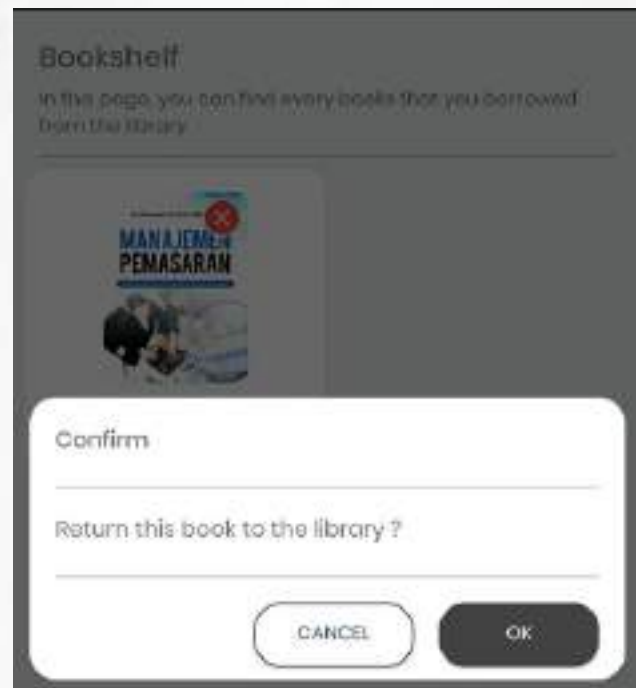 Bookshelf
In this page, you can find every books that you borrowed
from the library
MANAJEMEN
PEMASARAN
Confirm
Return this book to the library ?
CANCEL
OK